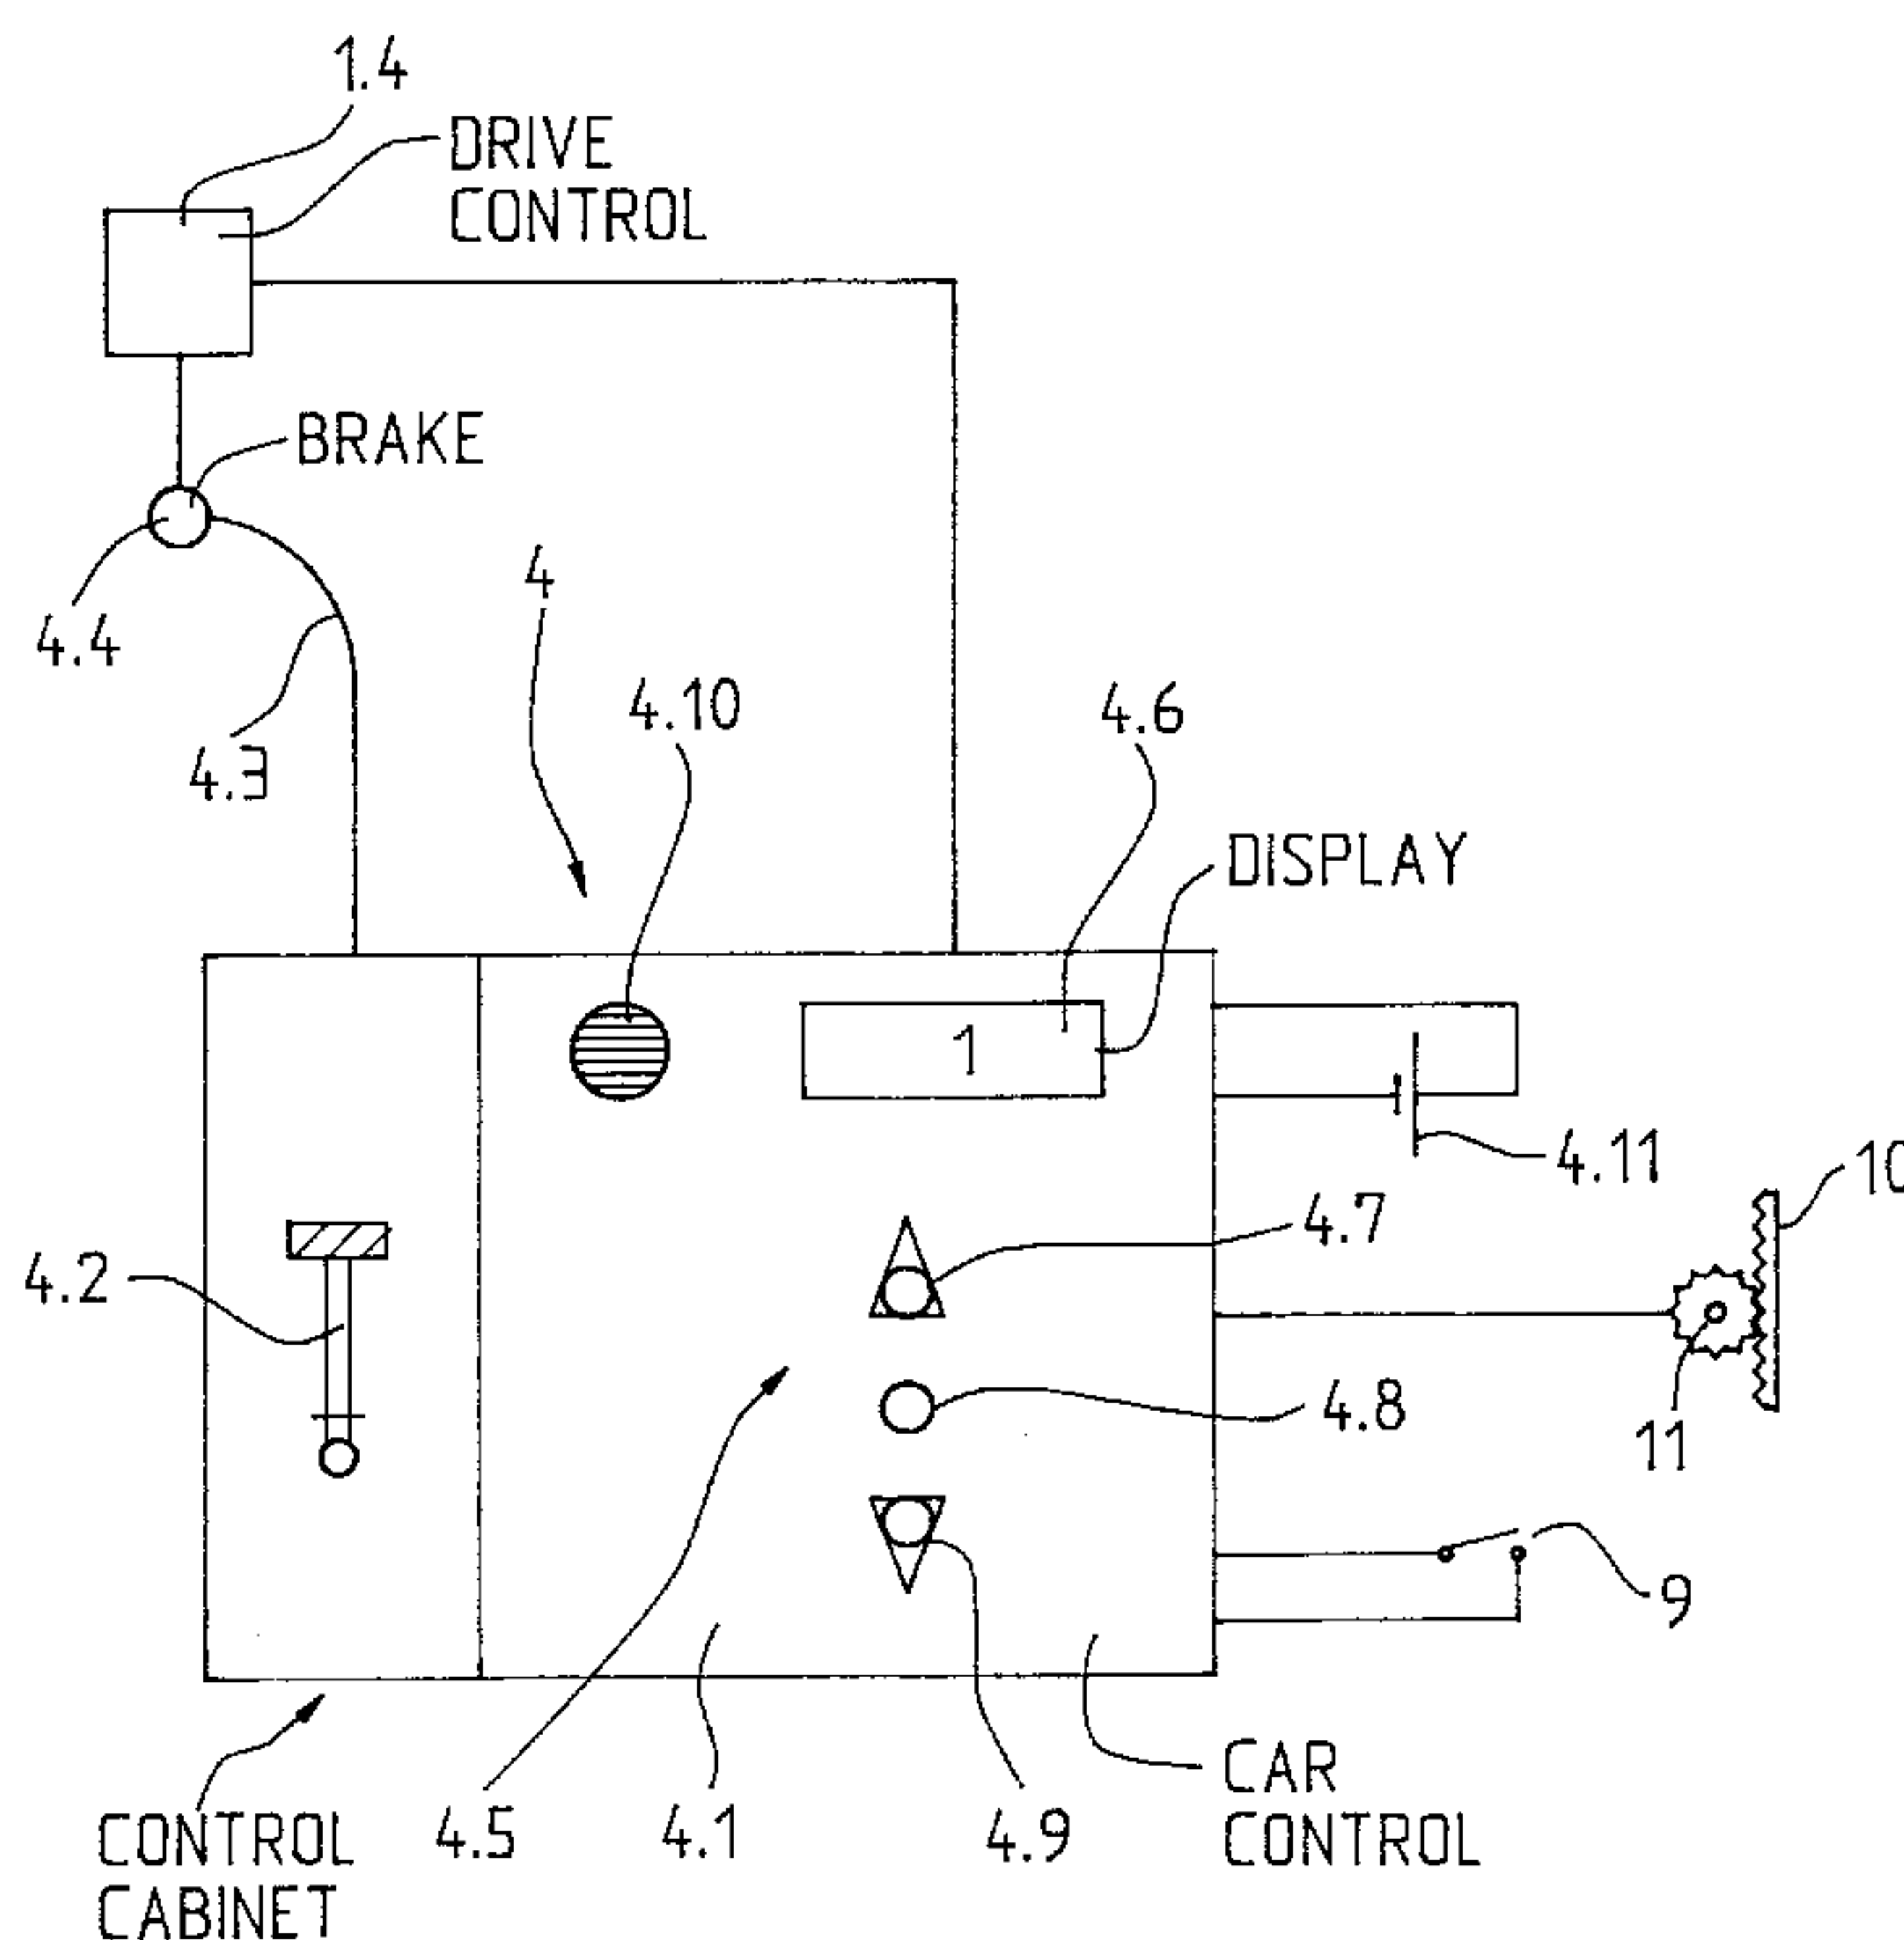 1.4
DRIVE
CONTROL
BRAKE
4.4
4
4.3
4.10
4.6
DISPLAY
1
4.11
10
4.7
4.2
4.8
11
9
CAR
CONTROL
4.5
4.1
4.9
CONTROL
CABINET